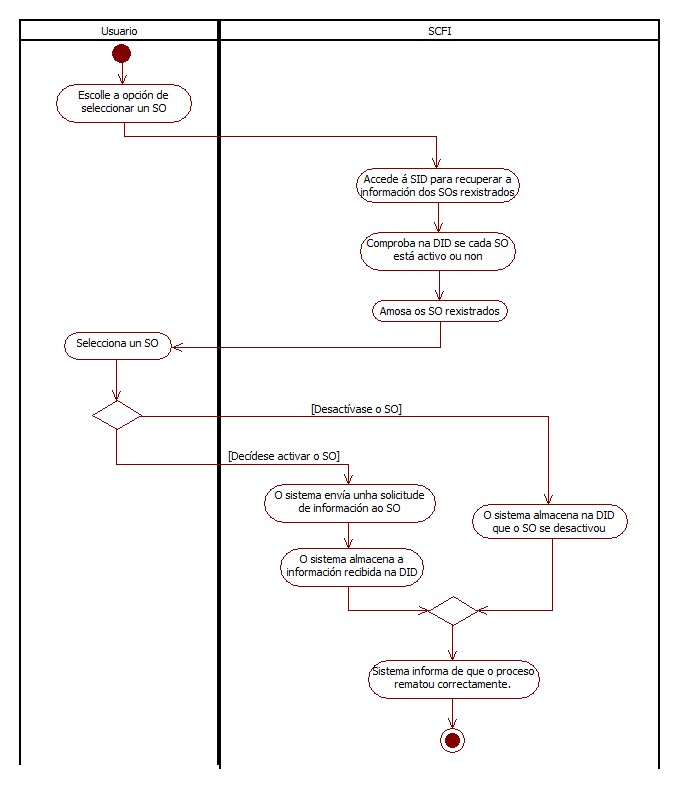 Usuario
SCFI
Escolle a opción de
seleccionar un SO
Accede á SID para recuperar a
información dos SOs rexistrados
Comproba na DID se cada SO
está activo ou non
Amosa os SO rexistrados
Selecciona un SO
[Desactívase o SO]
[Decídese activar o SO]
O sistema envía unha solicitude
de información ao SO
O sistema almacena na DID
que o SO se desactivou
O sistema almacena a
información recibida na DID
Sistema informa de que o proceso
rematou correctamente.